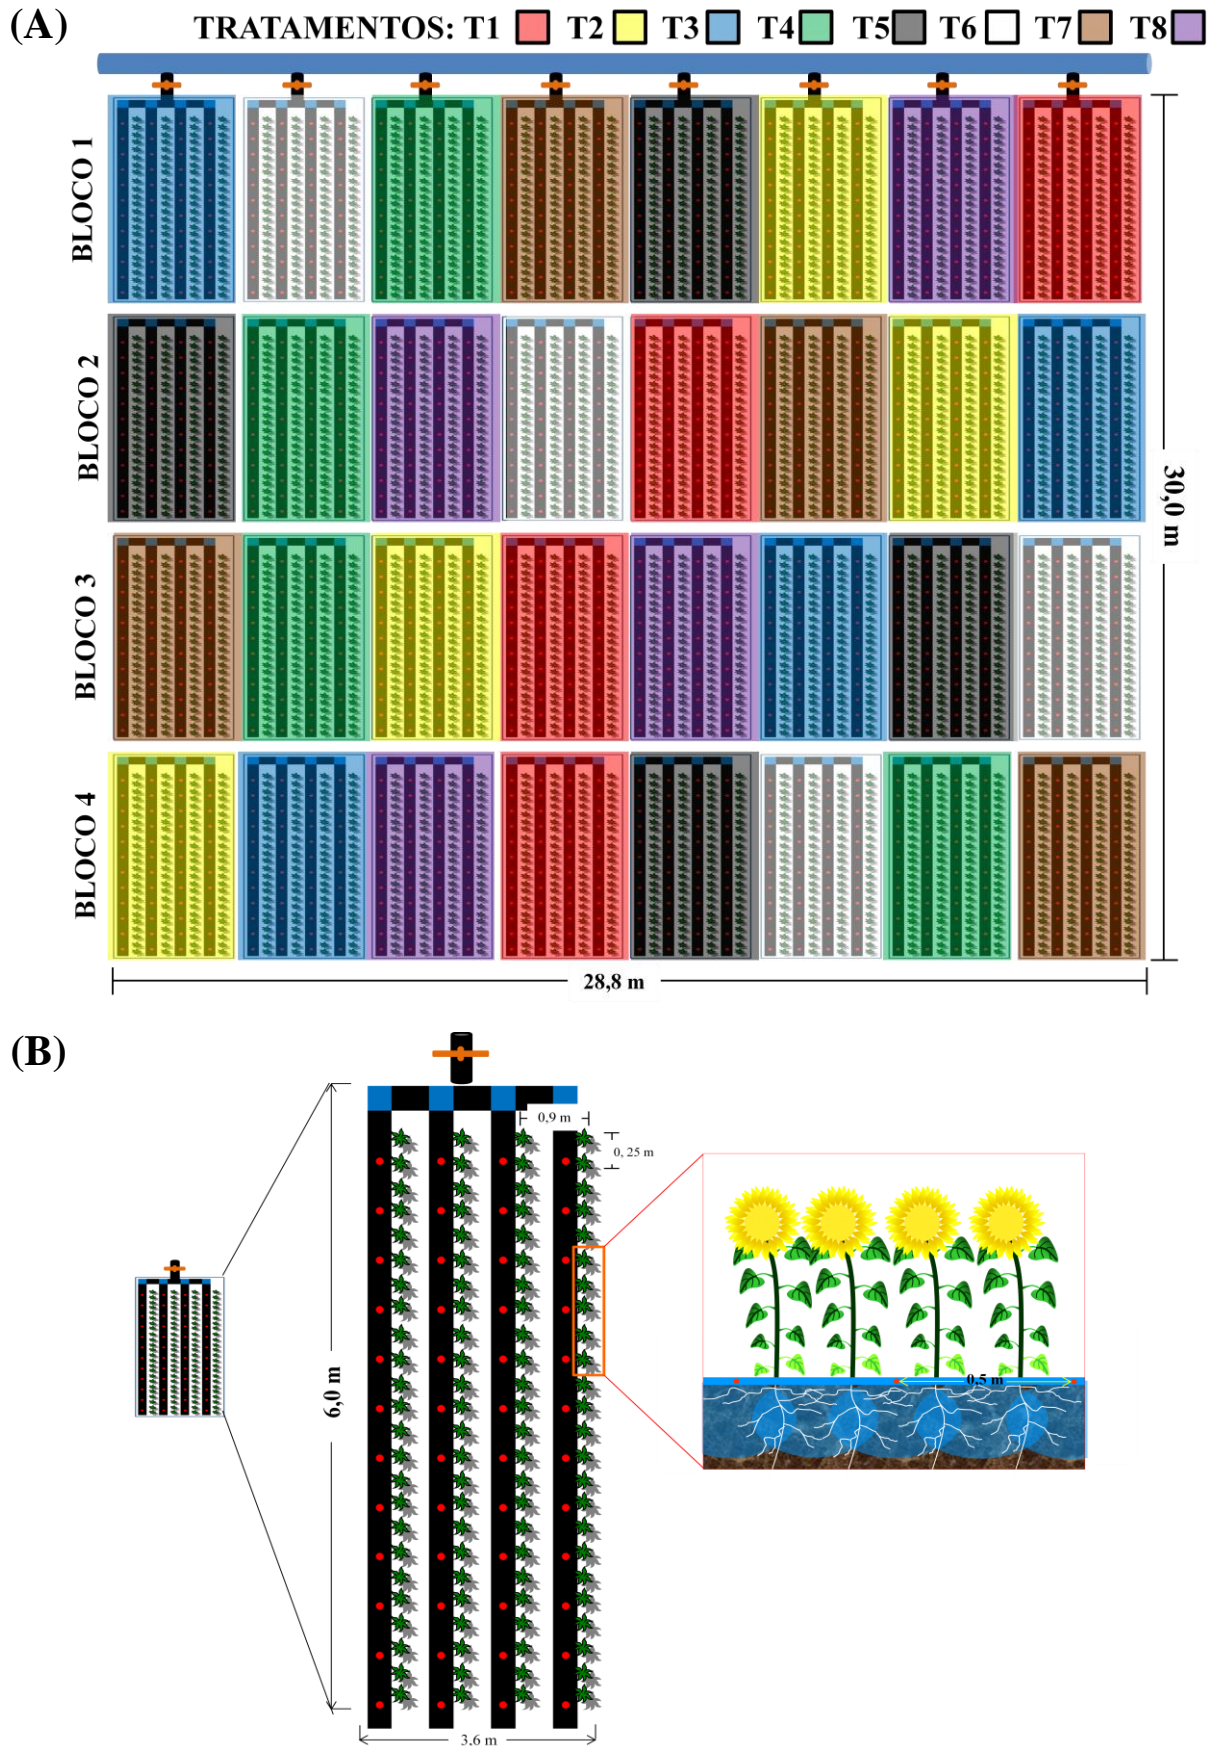 (A)
TRATAMENTOS: T1 T2 T3 T4 T5 T6 T7 T8
BLOCO 1
BLOCO 2
BLOCO 3
BLOCO 4
30,0 m
28,8 m
(B)
0,9 m
0, 25 m
6,0 m
0,5 m
3,6 m